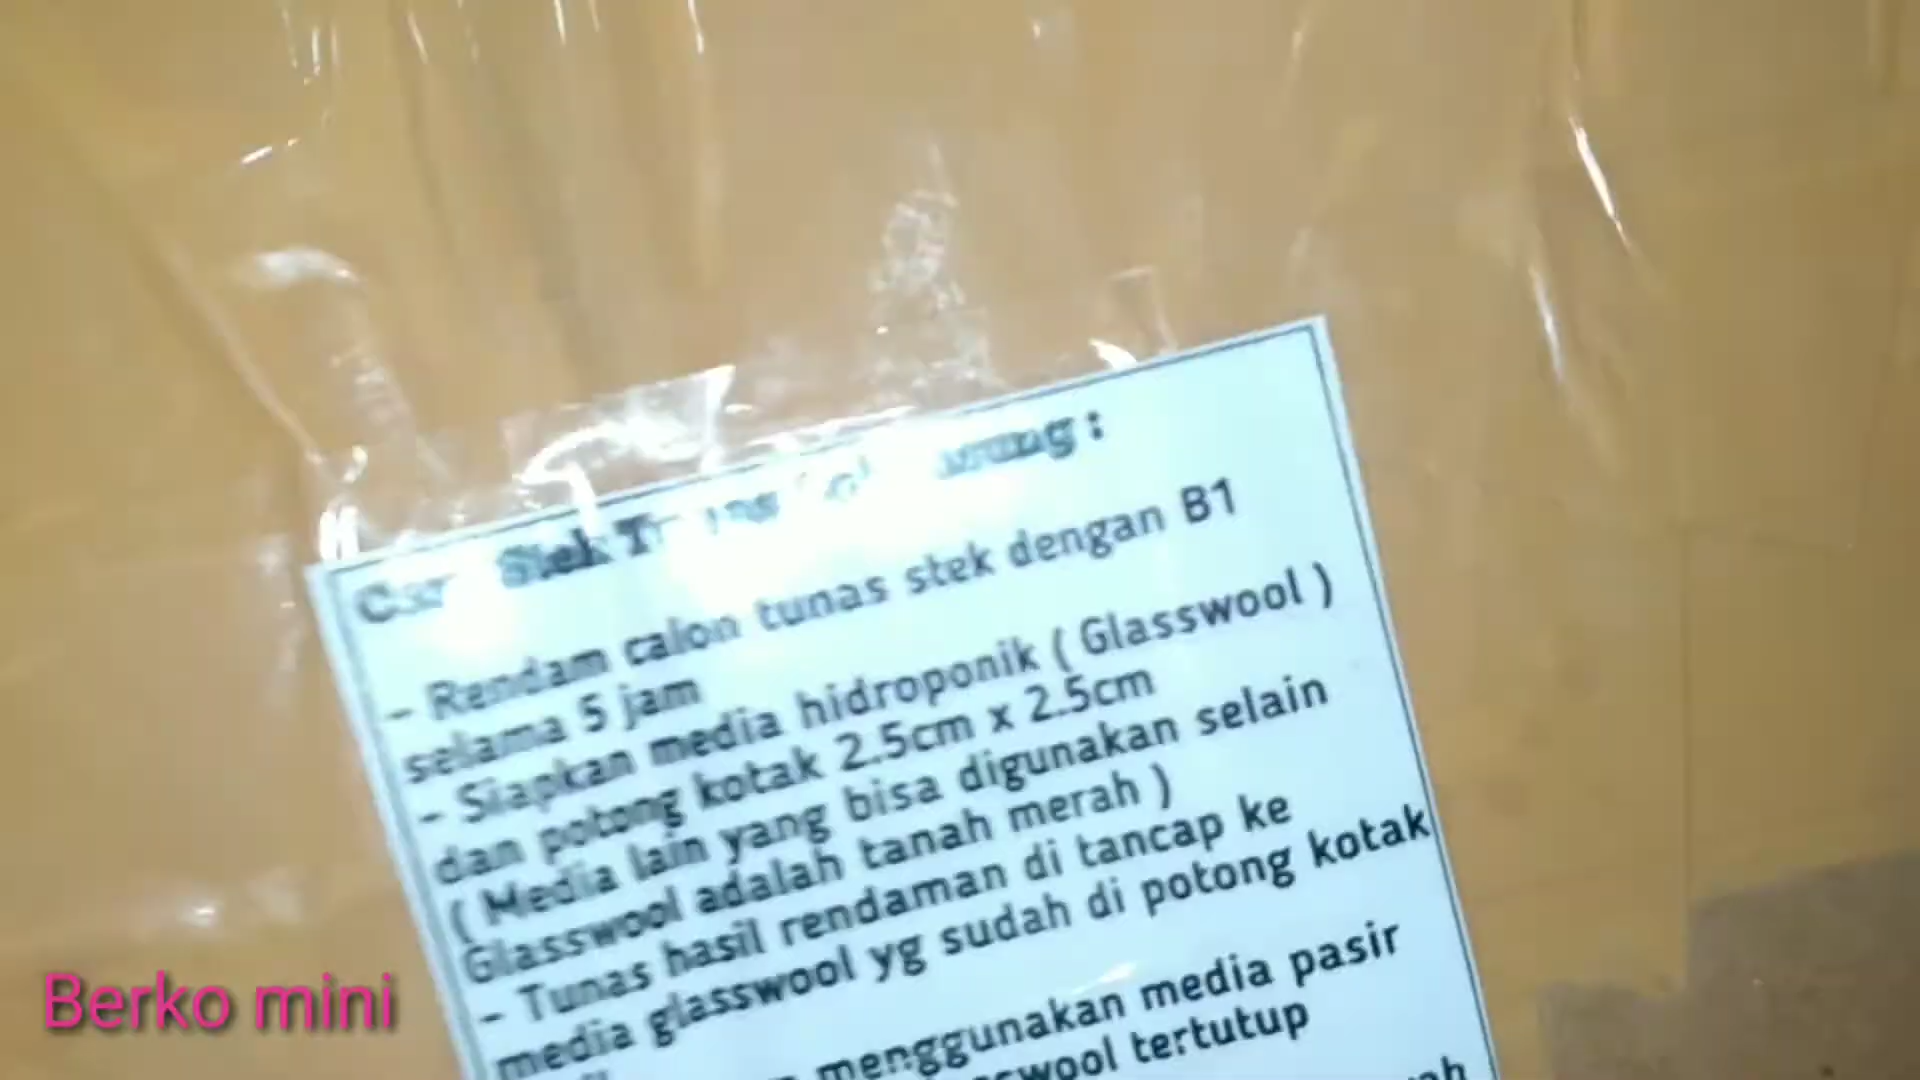 Stek
- Rendam calon tunas stek dengan B1
selama 5 jam
- Siapkan media hidroponik ( Glasswool )
dan potong kotak 2.5cm x 2.5cm
( Media lain yang bisa digunakan selain
Glasswool adalah tanah merah )
- Tunas hasil rendaman di tancap ke
media glasswool yg sudah di potong kotak
menggunakan media pasir
tertutup
Berko mini